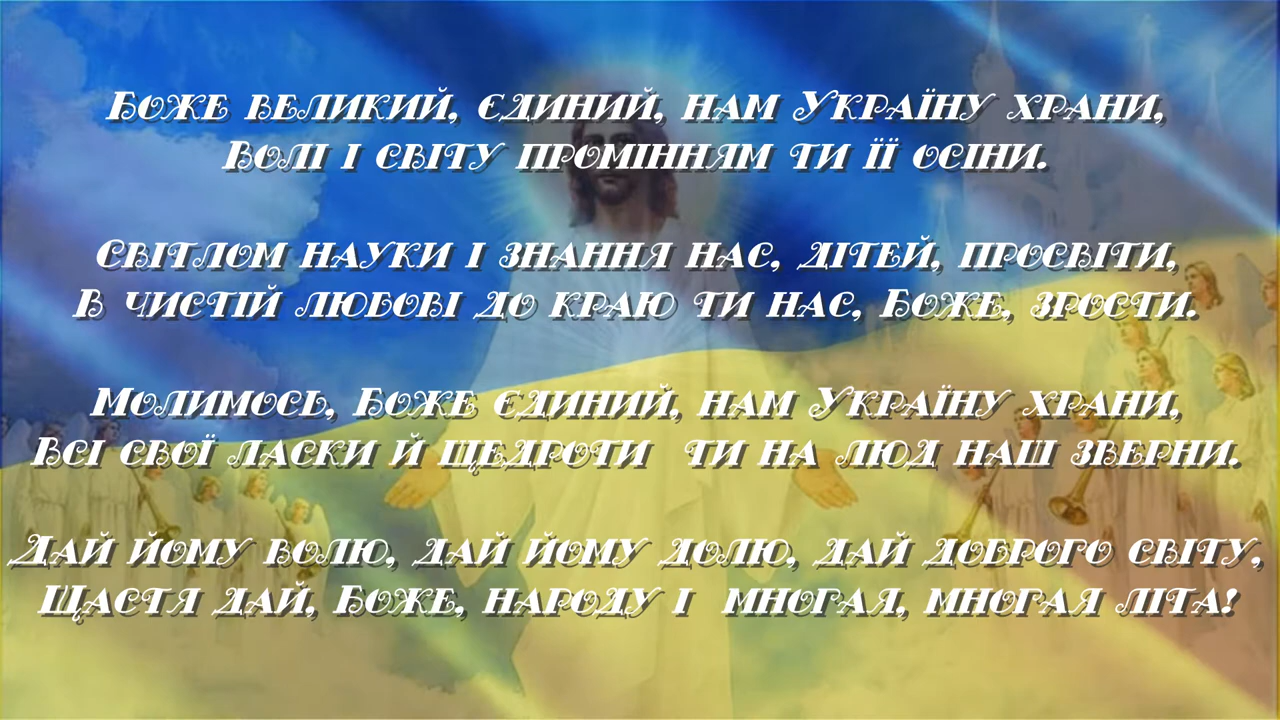 Боже великий, єдиний, нам Україну храни,
Волі і світу промінням ти її осіни.
Світлом науки і знання нас, дітей, просвіти,
В чистій любові до краю ти нас, Боже, зрости.
Молимось, Боже єдиний, нам Україну храни,
Всі свої ласки й щедроти ти на люд наш зверни.
Дай йому волю, дай йому долю, дай доброго світу,
Щастя дай, Боже, народу і многая, многая літа!